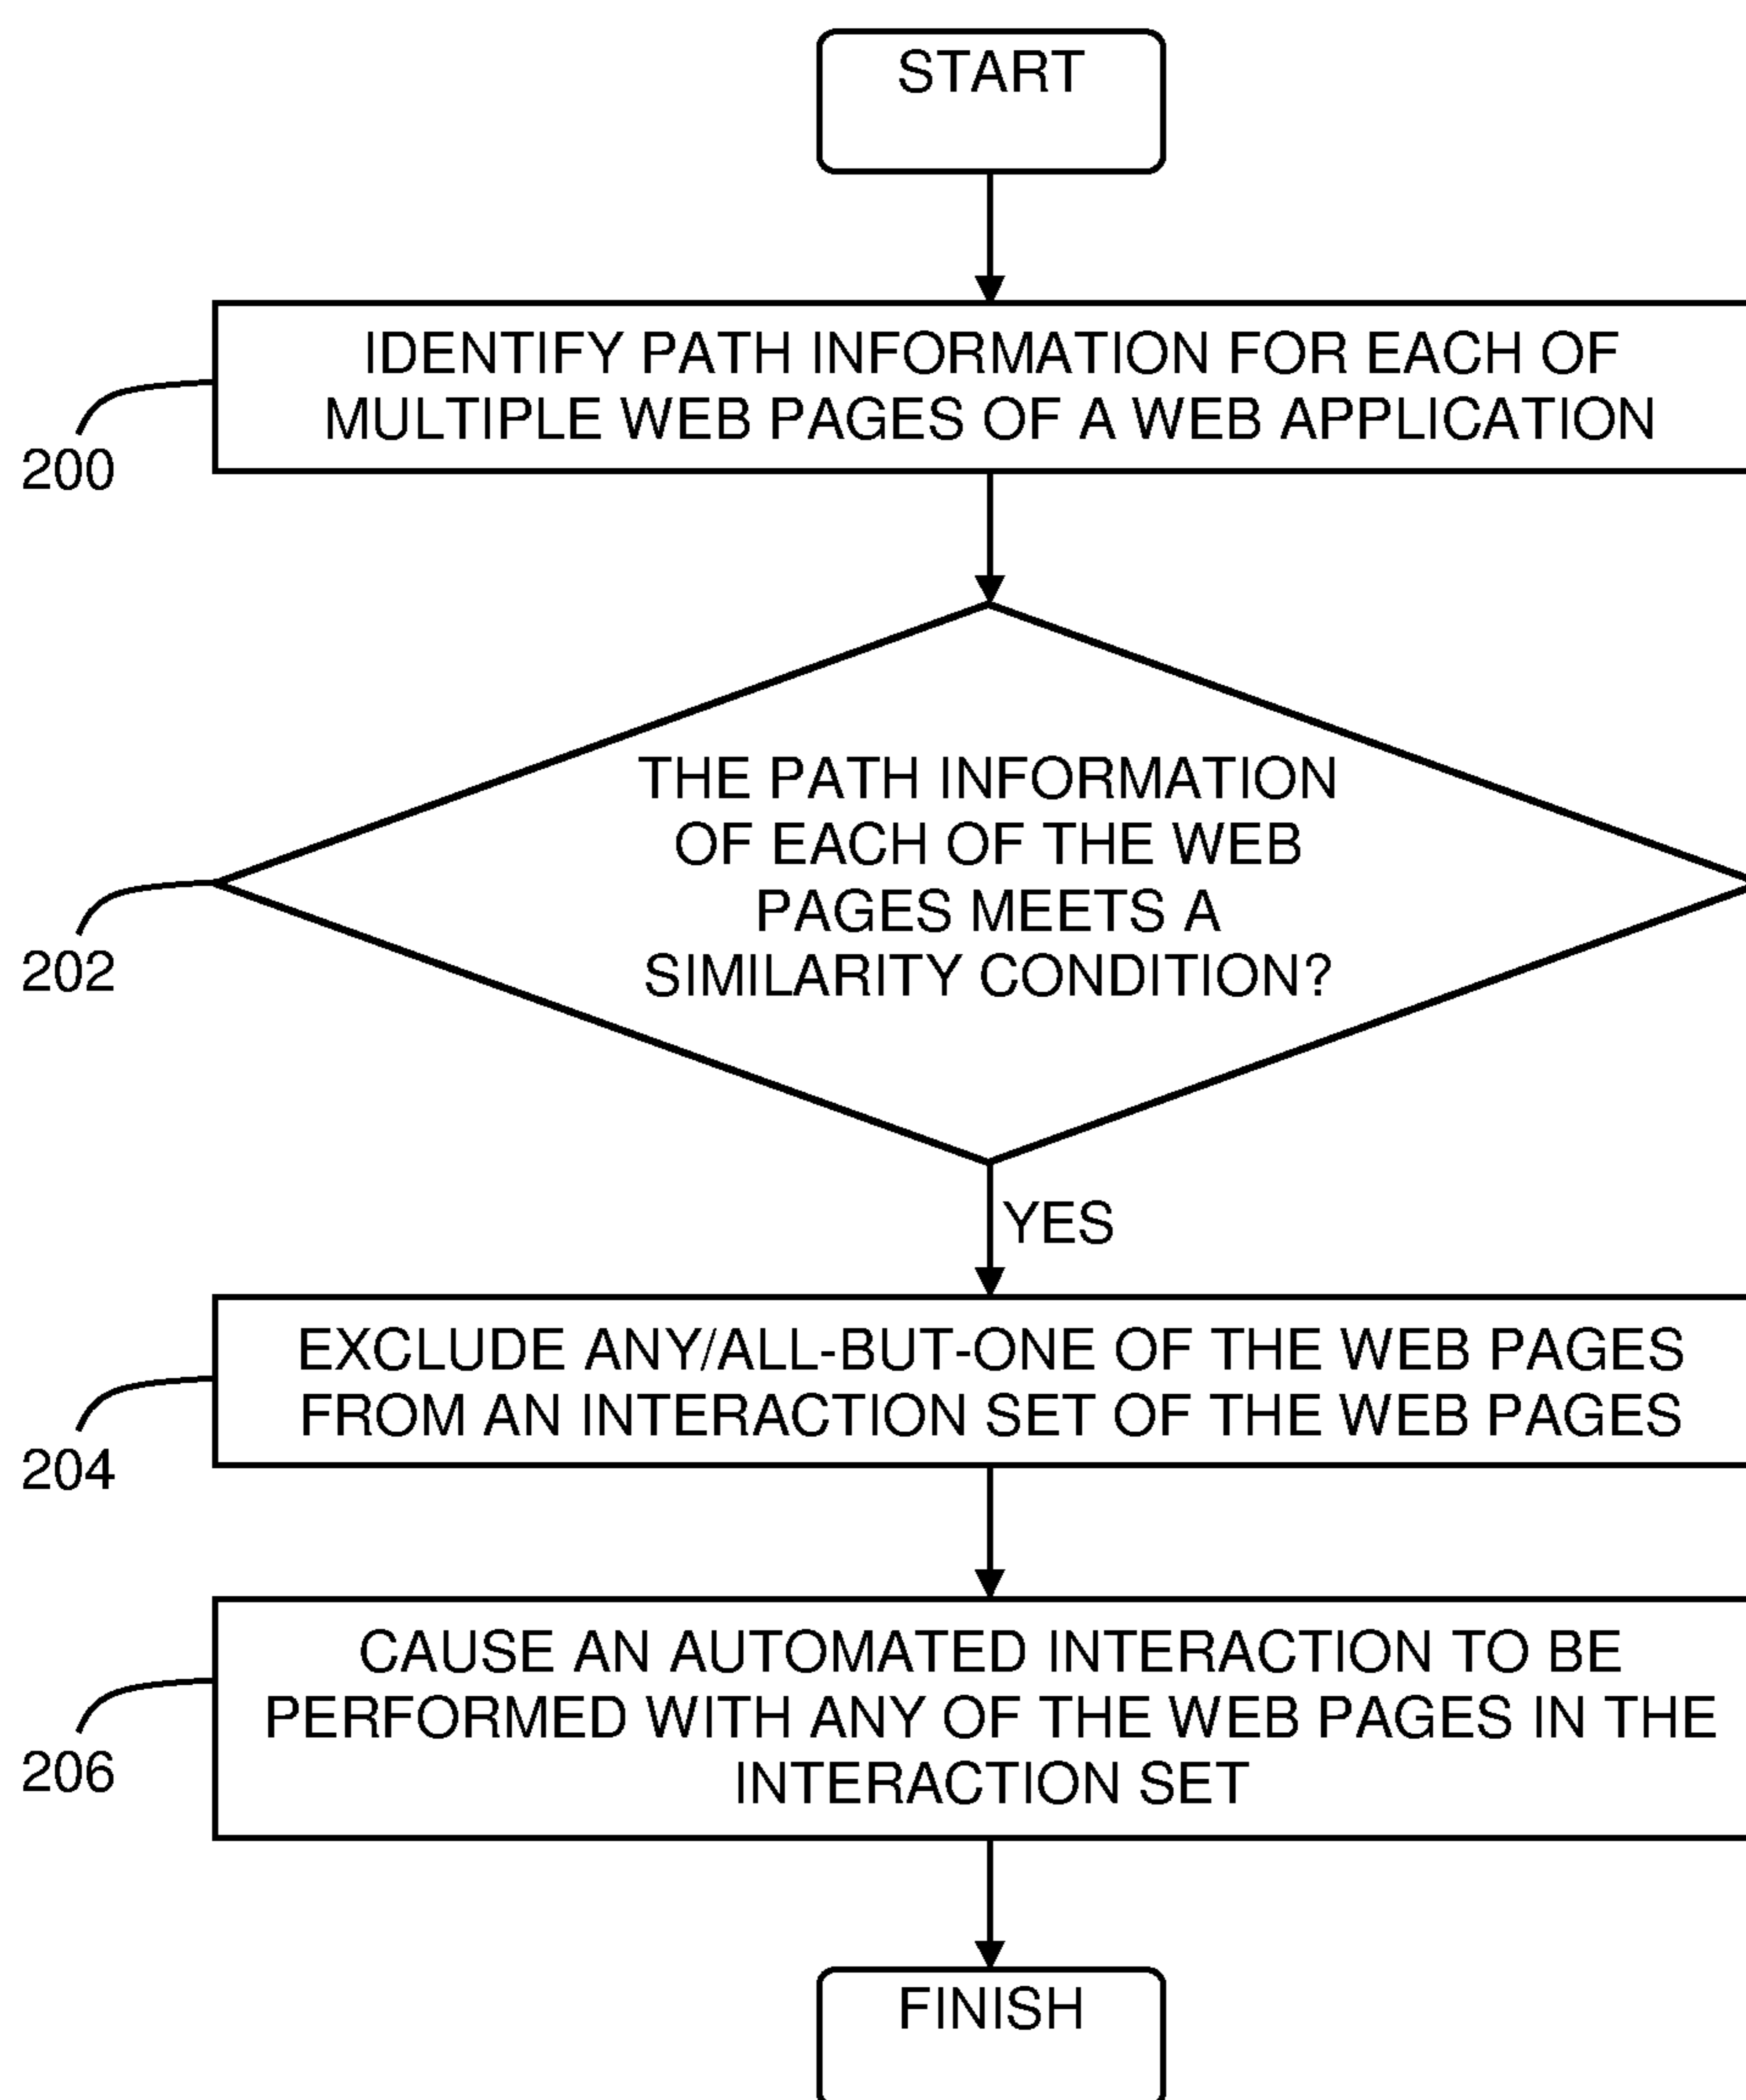 START
IDENTIFY PATH INFORMATION FOR EACH OF
MULTIPLE WEB PAGES OF A WEB APPLICATION
200
THE PATH INFORMATION
OF EACH OF THE WEB
PAGES MEETS A
SIMILARITY CONDITION?
202
YES
EXCLUDE ANY/ALL-BUT-ONE OF THE WEB PAGES
FROM AN INTERACTION SET OF THE WEB PAGES
204
CAUSE AN AUTOMATED INTERACTION TO BE
PERFORMED WITH ANY OF THE WEB PAGES IN THE
INTERACTION SET
206
FINISH